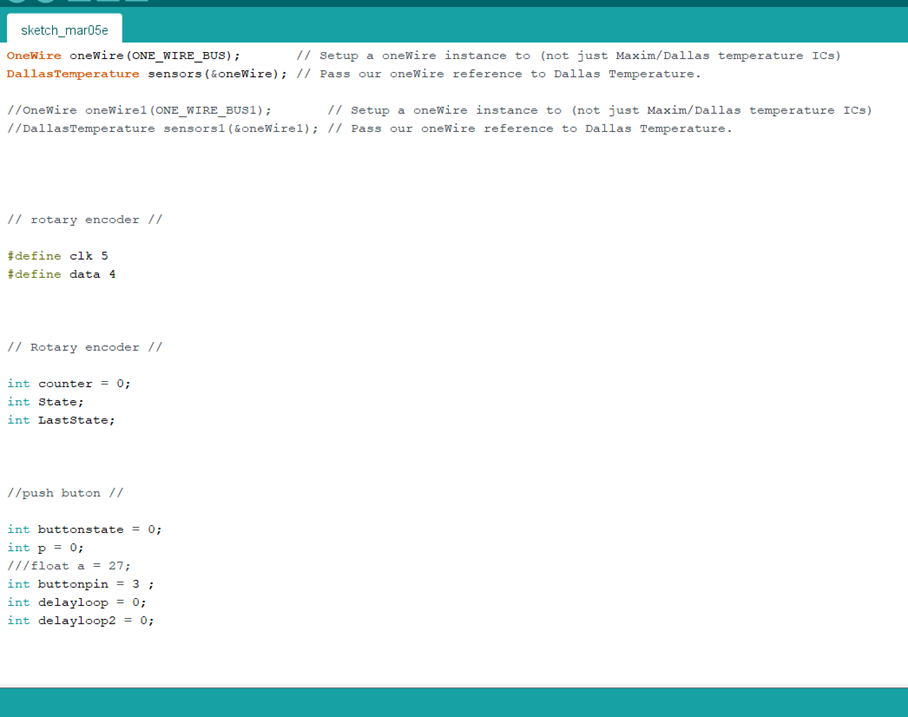 sketch_mar05e
OneWire oneWire(ONE_WIRE_BUS);       // Setup a oneWire instance to (not just Maxim/Dallas temperature ICs)
DallasTemperature sensors(&oneWire); // Pass our oneWire reference to Dallas Temperature.
//OneWire oneWire1(ONE_WIRE_BUS1);       // Setup a oneWire instance to (not just Maxim/Dallas temperature ICs)
//DallasTemperature sensors1(&oneWire1); // Pass our oneWire reference to Dallas Temperature.
// rotary encoder //
#define clk 5
#define data 4
// Rotary encoder //
int counter = 0;
int State;
int LastState;
//push buton //
int buttonstate = 0;
int p = 0;
///float a = 27;
int buttonpin = 3 ;
int delayloop = 0;
int delayloop2 = 0;